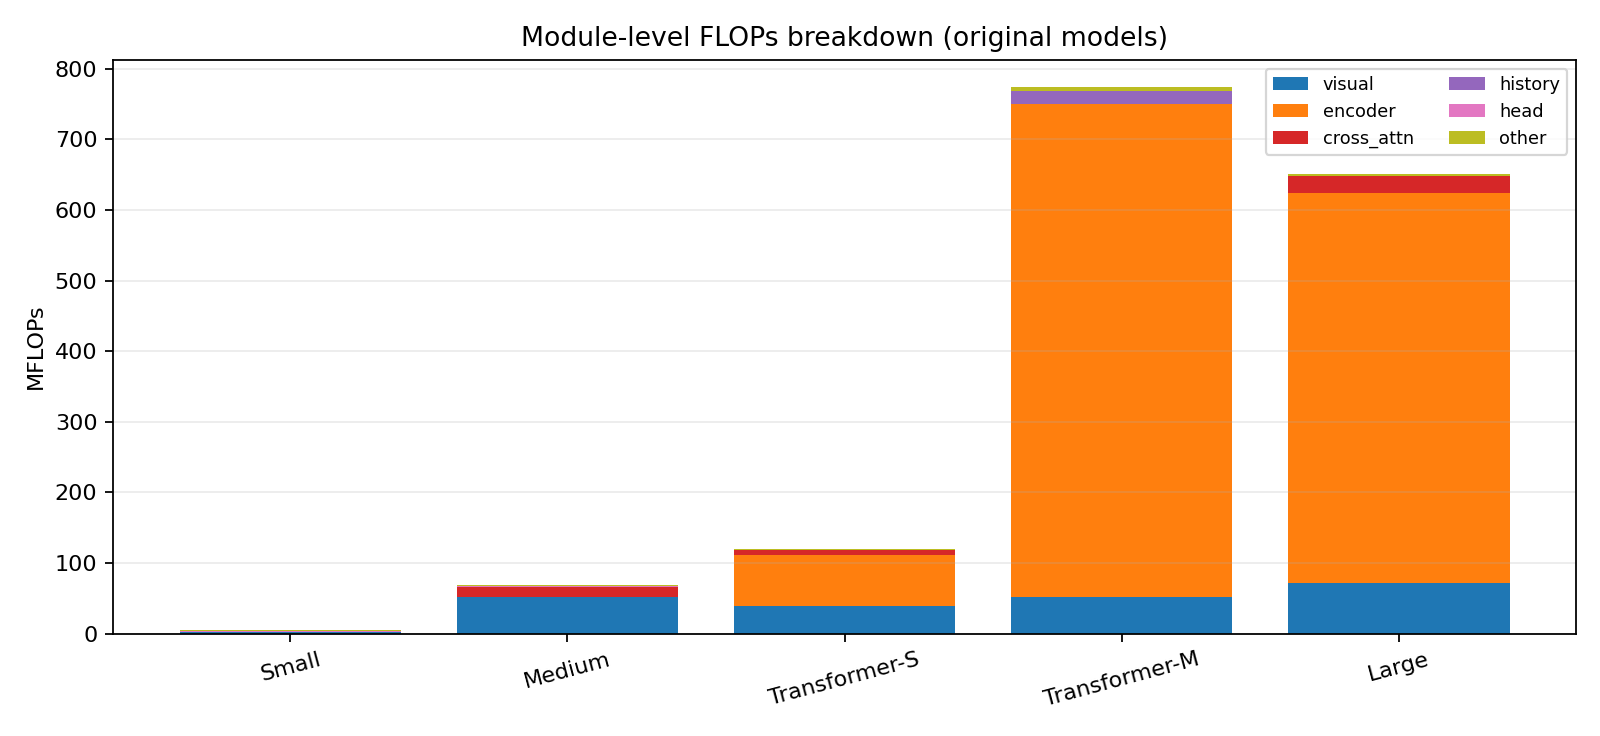 Module-level FLOPs breakdown (original models)
800
700
600
500
400
300
200
100
0
MFLOPs
visual
encoder
cross_attn
history
head
other
Small
Medium
Transformer-S
Transformer-M
Large